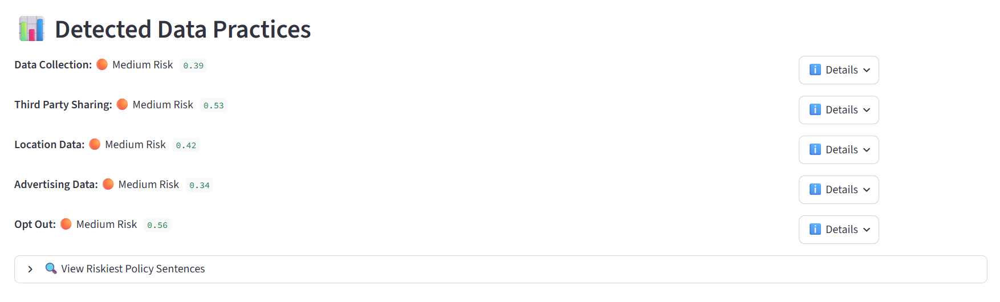 Detected Data Practices
Data Collection: Medium Risk 0.39
Details
Third Party Sharing: Medium Risk 0.53
Details
Location Data: Medium Risk 0.42
Details
Advertising Data: Medium Risk 0.34
Details
Opt Out: Medium Risk 0.56
Details
View Riskiest Policy Sentences